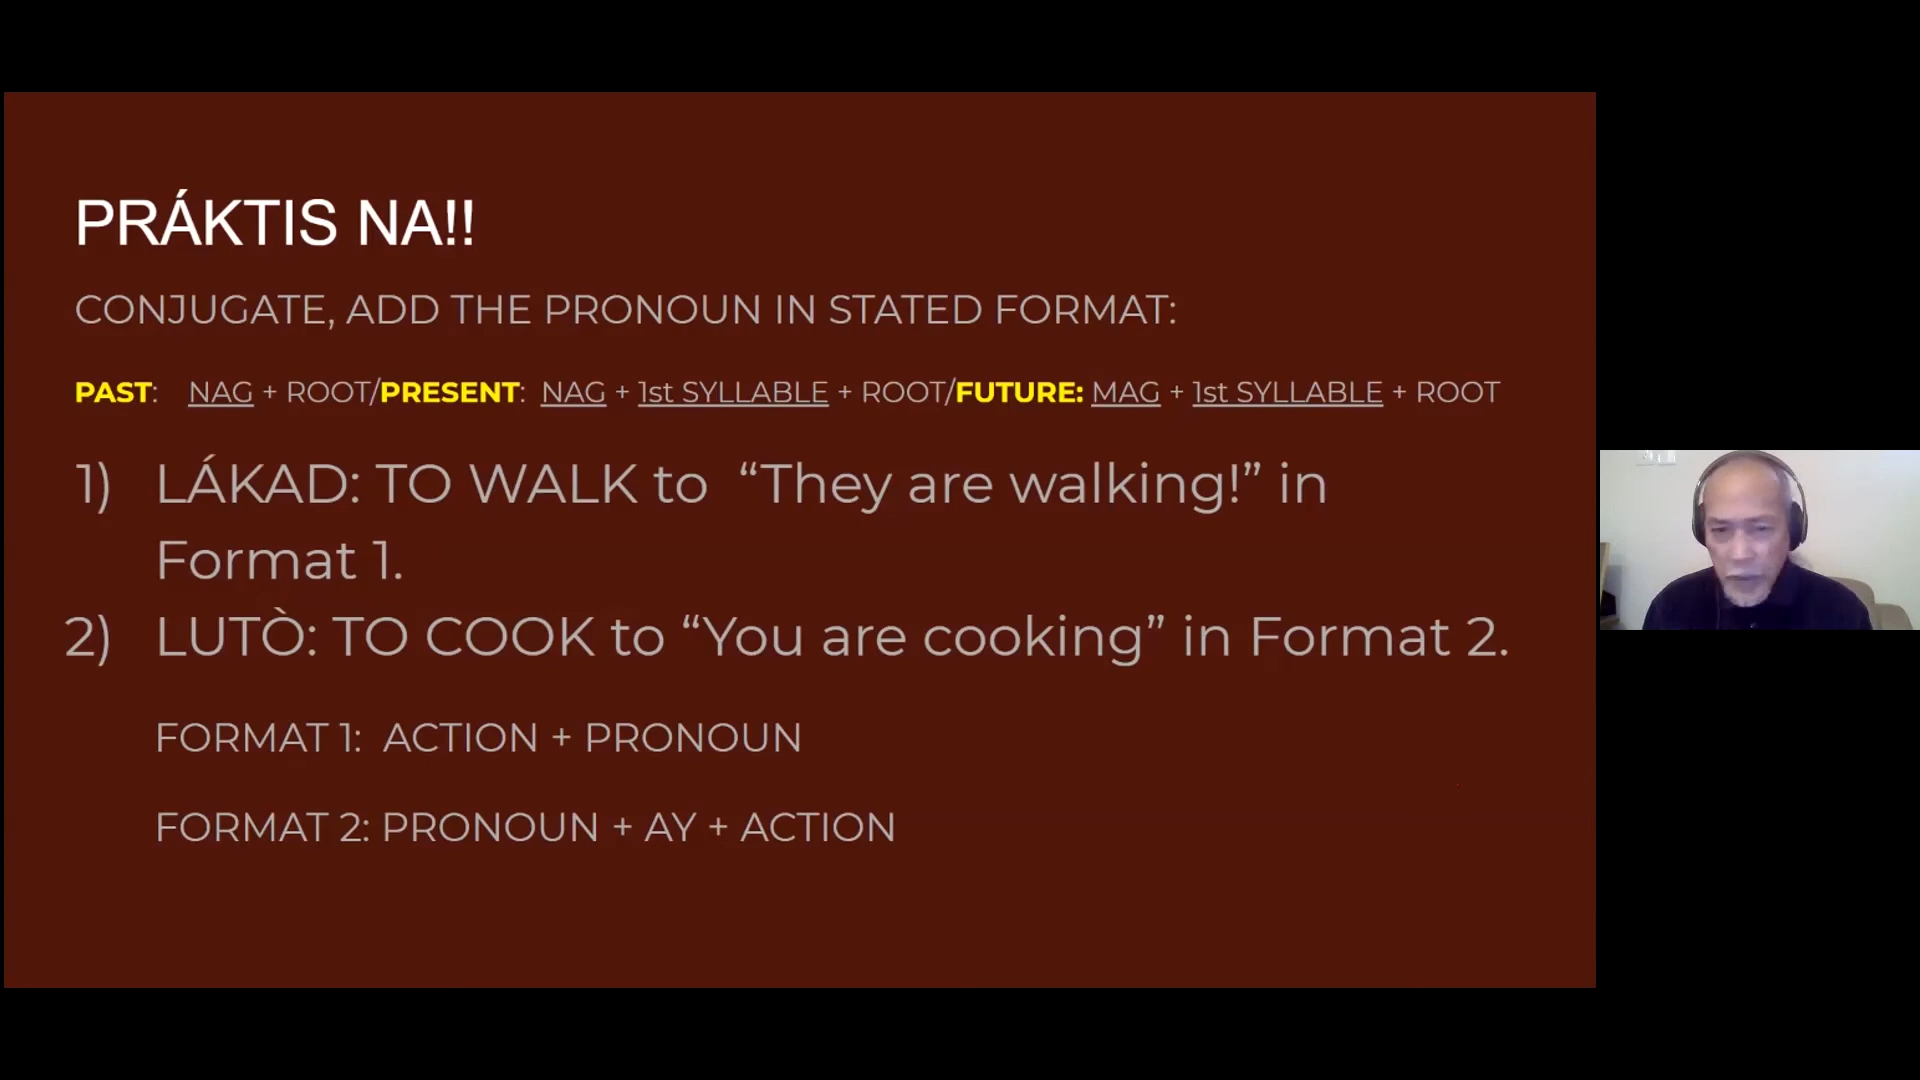 PRÁKTIS NA!!
CONJUGATE, ADD THE PRONOUN IN STATED FORMAT:
PAST: NAG + ROOT/PRESENT: NAG + 1st SYLLABLE + ROOT/FUTURE: MAG + 1st SYLLABLE + ROOT
1) LÁKAD: TO WALK to “They are walking!” in
Format 1.
2) LUTÒ: TO COOK to “You are cooking” in Format 2.
FORMAT 1: ACTION + PRONOUN
FORMAT 2: PRONOUN + AY + ACTION